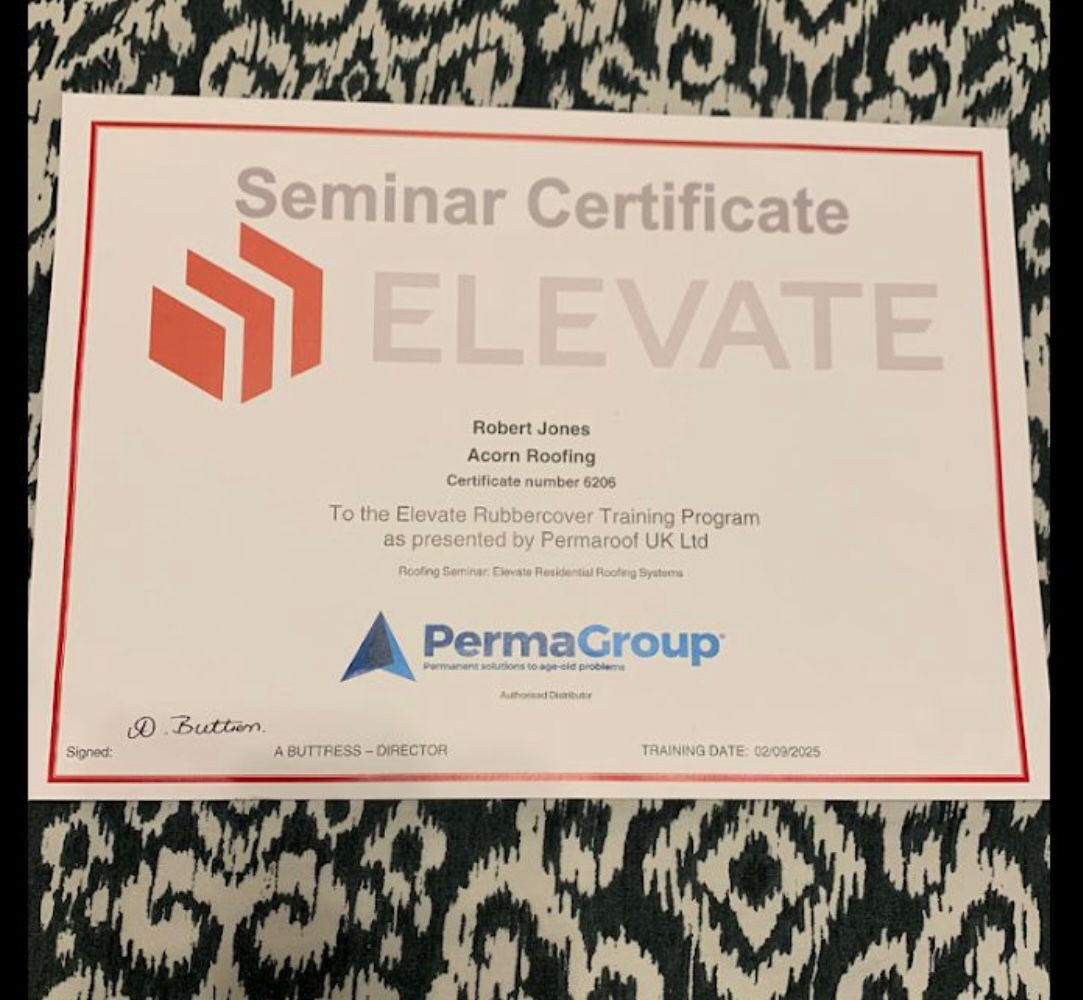 Seminar Certificate
ELEVATE
Robert Jones
Acorn Roofing
Certificate number 6206
To the Elevate Rubbercover Training Program
as presented by Permaroof UK Ltd
Roofing Seminar: Elevate Residential Roofing Systems
PermaGroup
Permanent solutions to age-old problems
Authorised Distributor
Signed:
A BUTTRESS – DIRECTOR
TRAINING DATE: 02/09/2025